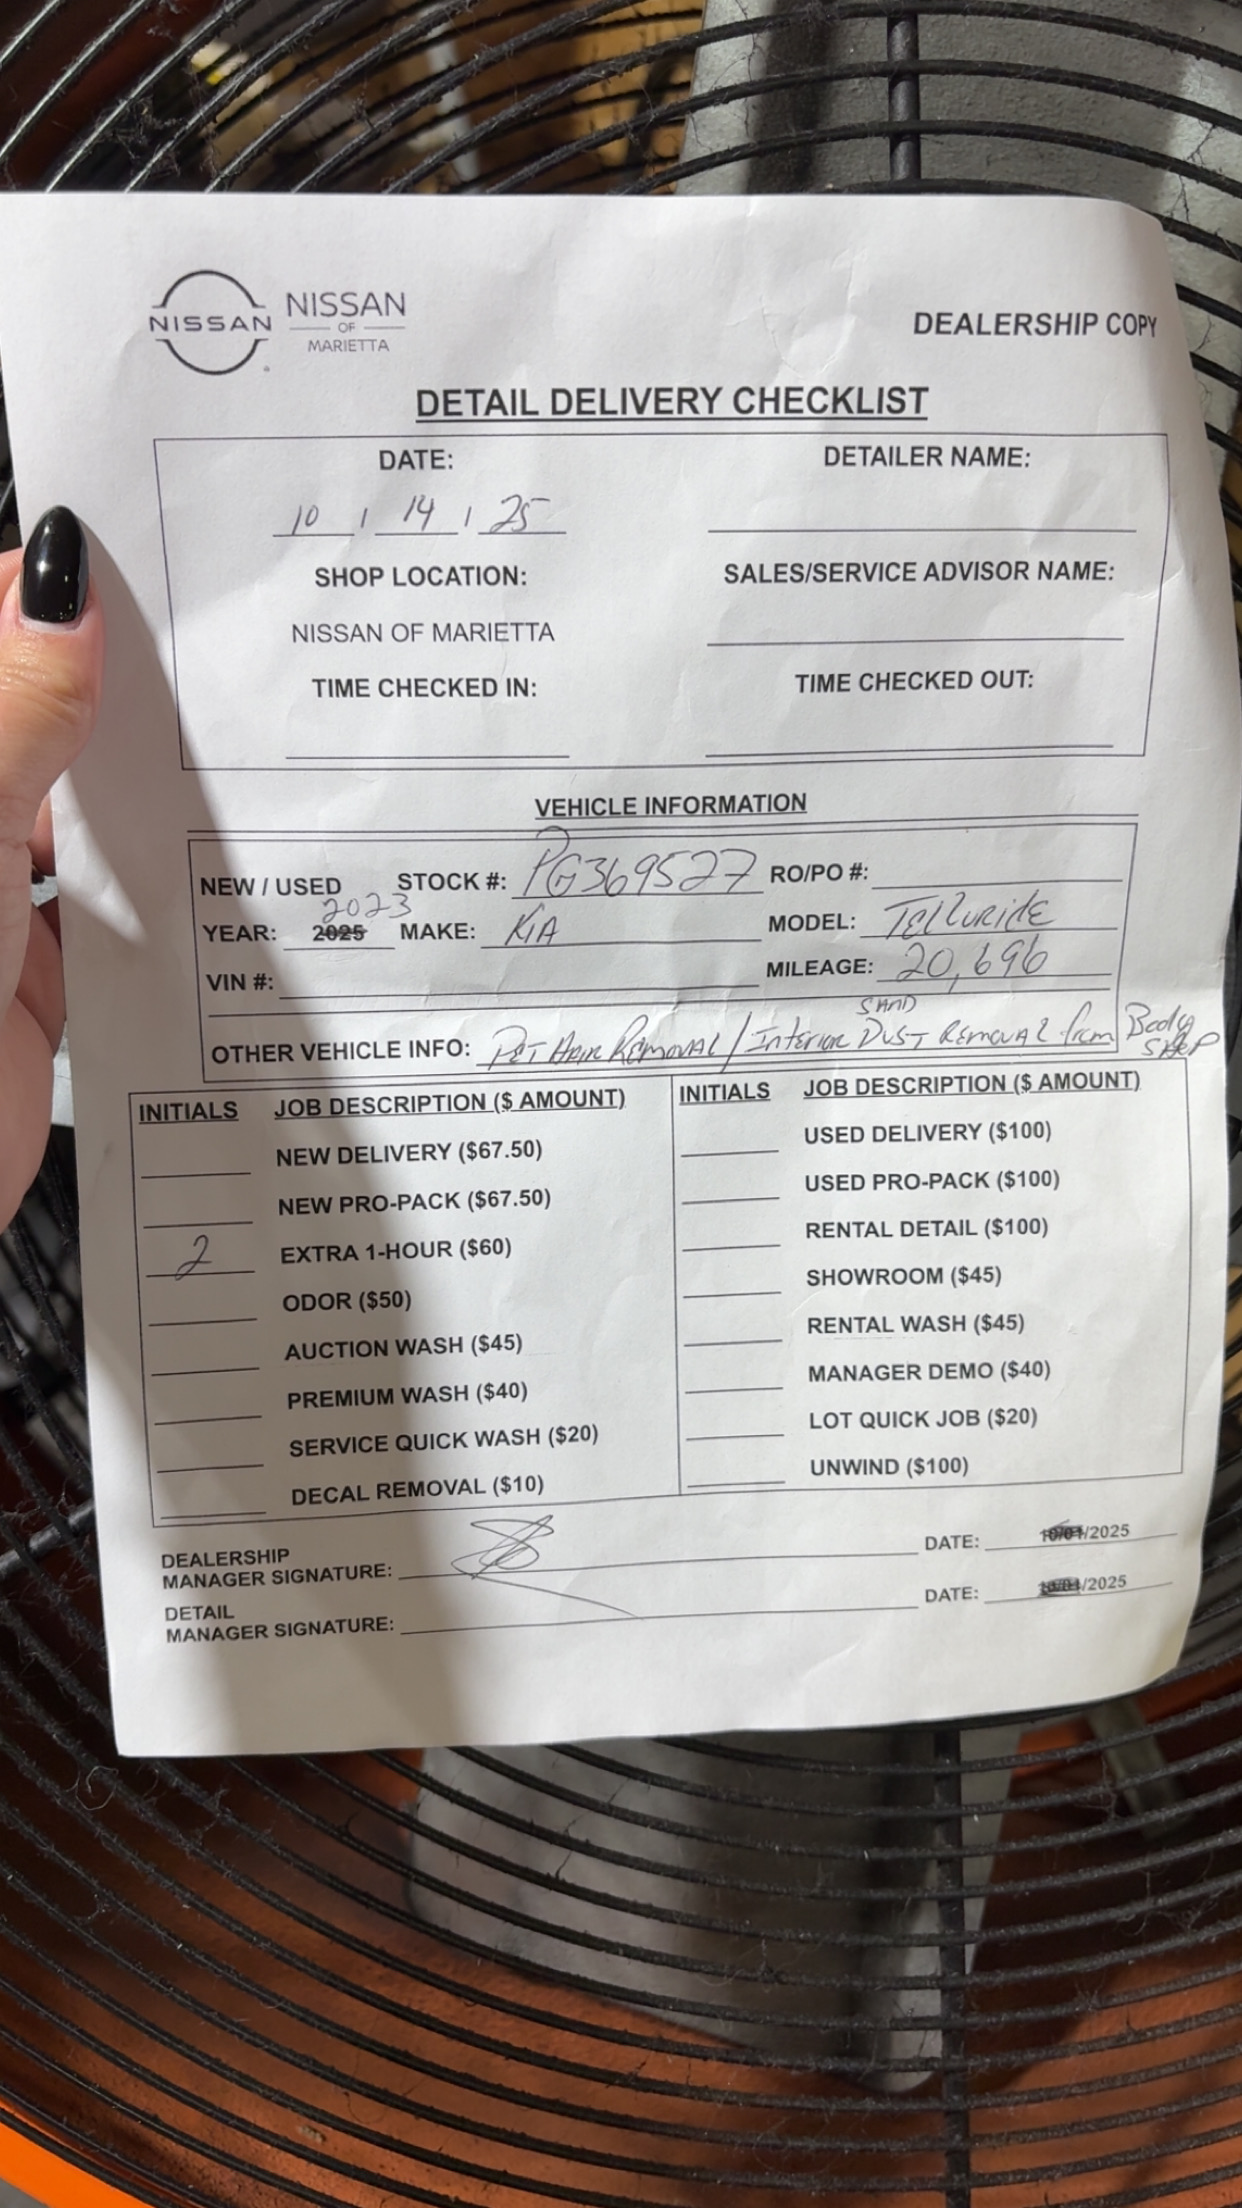 NISSAN
NISSAN
OF
MARIETTA
DEALERSHIP COPY
DETAIL DELIVERY CHECKLIST
DATE: DETAILER NAME:
10 / 14 / 25
SHOP LOCATION: SALES/SERVICE ADVISOR NAME:
NISSAN OF MARIETTA
TIME CHECKED IN: TIME CHECKED OUT:
VEHICLE INFORMATION
NEW / USED STOCK #: PG369527 RO/PO #:
2023
YEAR: 2025 MAKE: KIA MODEL: Telluride
VIN #: MILEAGE: 20,696
SAND
OTHER VEHICLE INFO: PET HAIR REMOVAL / Interior DUST REMOVAL from Body SHOP
INITIALS JOB DESCRIPTION ($ AMOUNT) INITIALS JOB DESCRIPTION ($ AMOUNT)
NEW DELIVERY ($67.50) USED DELIVERY ($100)
NEW PRO-PACK ($67.50) USED PRO-PACK ($100)
2 EXTRA 1-HOUR ($60) RENTAL DETAIL ($100)
ODOR ($50) SHOWROOM ($45)
AUCTION WASH ($45) RENTAL WASH ($45)
PREMIUM WASH ($40) MANAGER DEMO ($40)
SERVICE QUICK WASH ($20) LOT QUICK JOB ($20)
DECAL REMOVAL ($10) UNWIND ($100)
DEALERSHIP
MANAGER SIGNATURE: DATE: /2025
DETAIL
MANAGER SIGNATURE: DATE: /2025